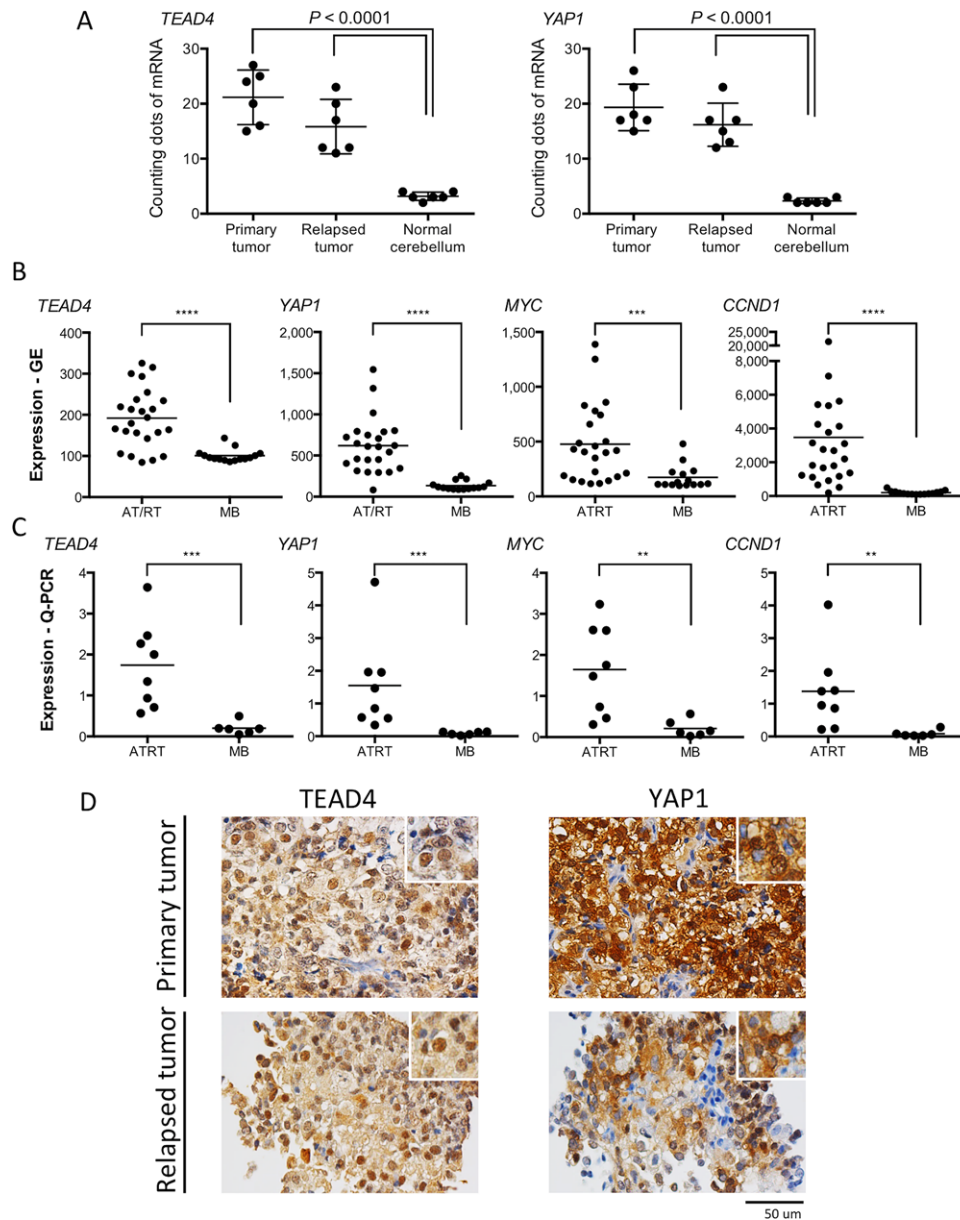 A
TEAD4
P < 0.0001
Counting dots of mRNA
30
20
10
0
Primary tumor
Relapsed tumor
Normal cerebellum
YAP1
P < 0.0001
Counting dots of mRNA
30
20
10
0
Primary tumor
Relapsed tumor
Normal cerebellum
B
Expression - GE
TEAD4
****
400
300
200
100
0
AT/RT
MB
YAP1
****
2,000
1,500
1,000
500
0
AT/RT
MB
MYC
***
1,500
1,000
500
0
ATRT
MB
CCND1
****
25,000
20,000
8,000
6,000
4,000
2,000
0
ATRT
MB
C
Expression - Q-PCR
TEAD4
***
4
3
2
1
0
ATRT
MB
YAP1
***
5
4
3
2
1
0
ATRT
MB
MYC
**
4
3
2
1
0
ATRT
MB
CCND1
**
5
4
3
2
1
0
ATRT
MB
D
TEAD4
YAP1
Primary tumor
Relapsed tumor
50 um